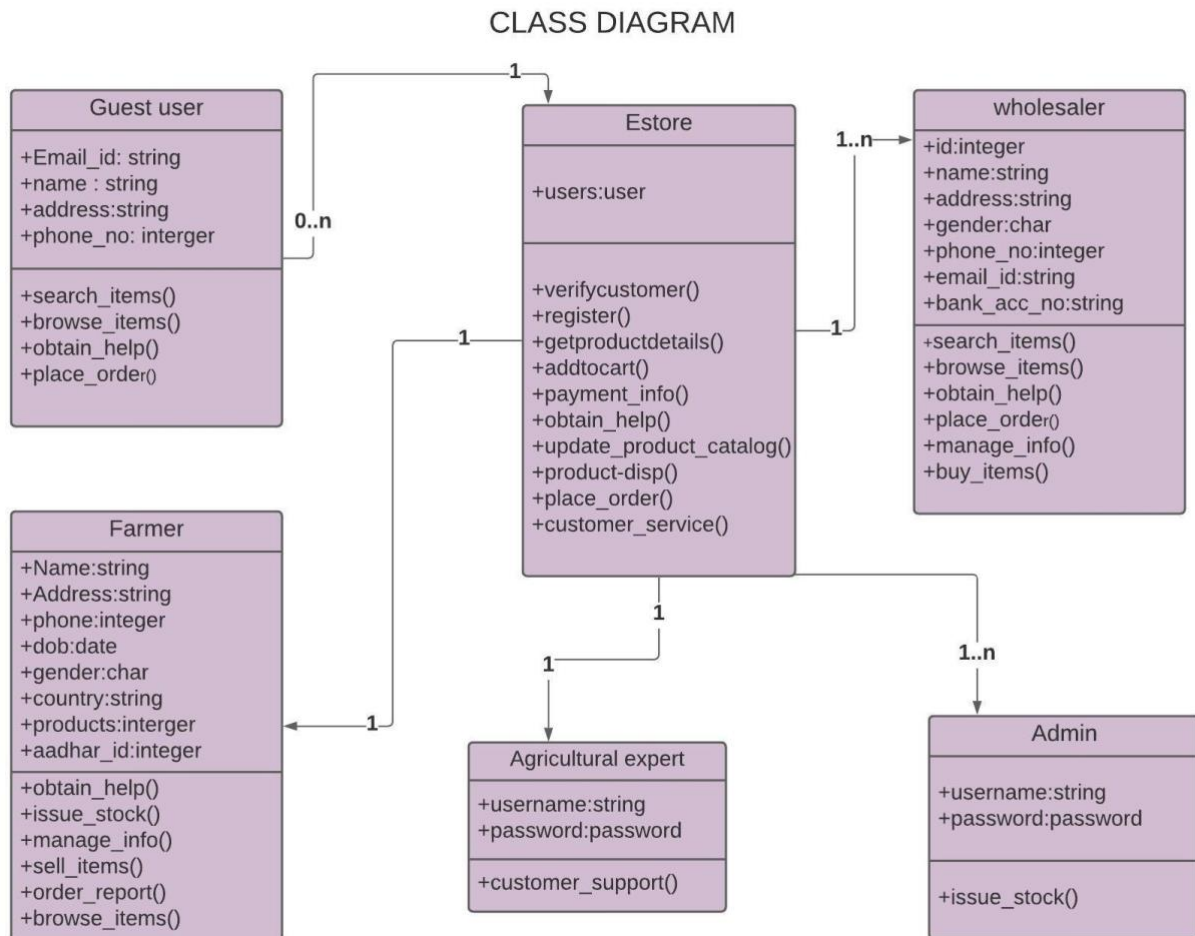 CLASS DIAGRAM
Guest user
+Email_id: string
+name : string
+address:string
+phone_no: interger
+search_items()
+browse_items()
+obtain_help()
+place_order()
0..n
1
Estore
+users:user
+verifycustomer()
+register()
+getproductdetails()
+addtocart()
+payment_info()
+obtain_help()
+update_product_catalog()
+product-disp()
+place_order()
+customer_service()
1
1..n
wholesaler
+id:integer
+name:string
+address:string
+gender:char
+phone_no:integer
+email_id:string
+bank_acc_no:string
+search_items()
+browse_items()
+obtain_help()
+place_order()
+manage_info()
+buy_items()
1
1
Farmer
+Name:string
+Address:string
+phone:integer
+dob:date
+gender:char
+country:string
+products:interger
+aadhar_id:integer
+obtain_help()
+issue_stock()
+manage_info()
+sell_items()
+order_report()
+browse_items()
1
1
Agricultural expert
+username:string
+password:password
+customer_support()
1..n
Admin
+username:string
+password:password
+issue_stock()